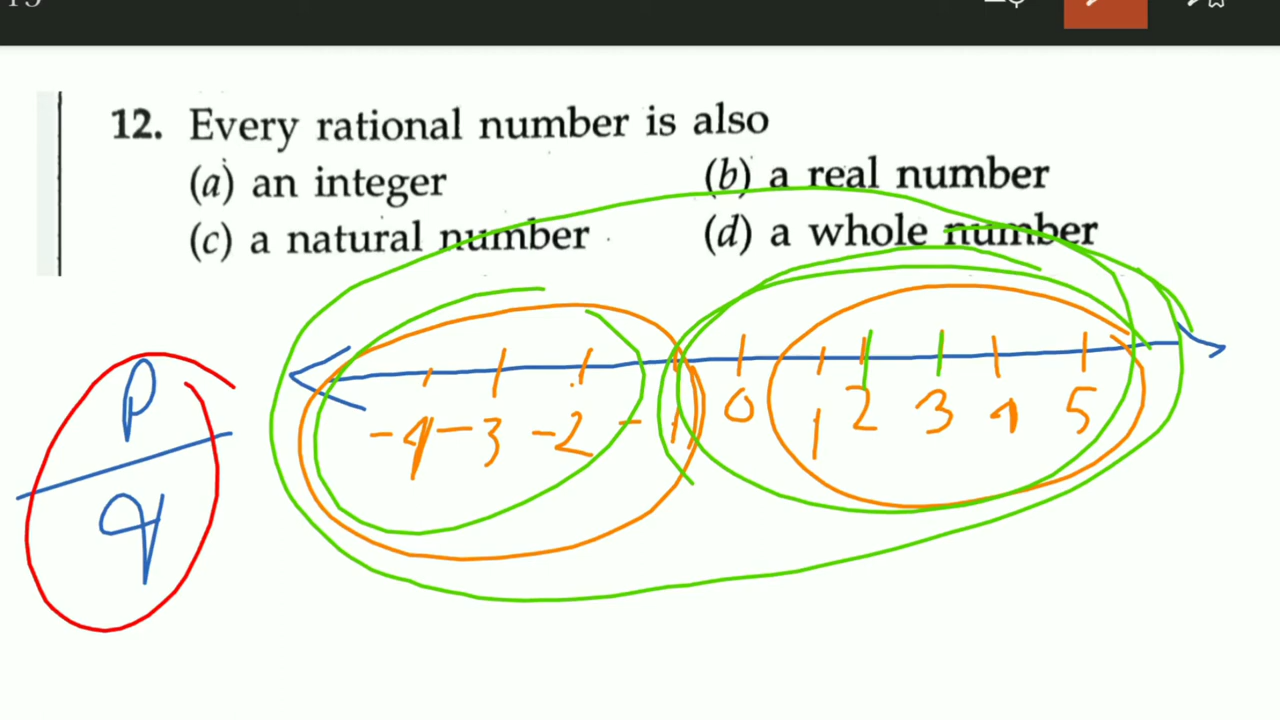 12. Every rational number is also
(a) an integer (b) a real number
(c) a natural number (d) a whole number
-4 -3 -2 -1 0 1 2 3 4 5
p
q